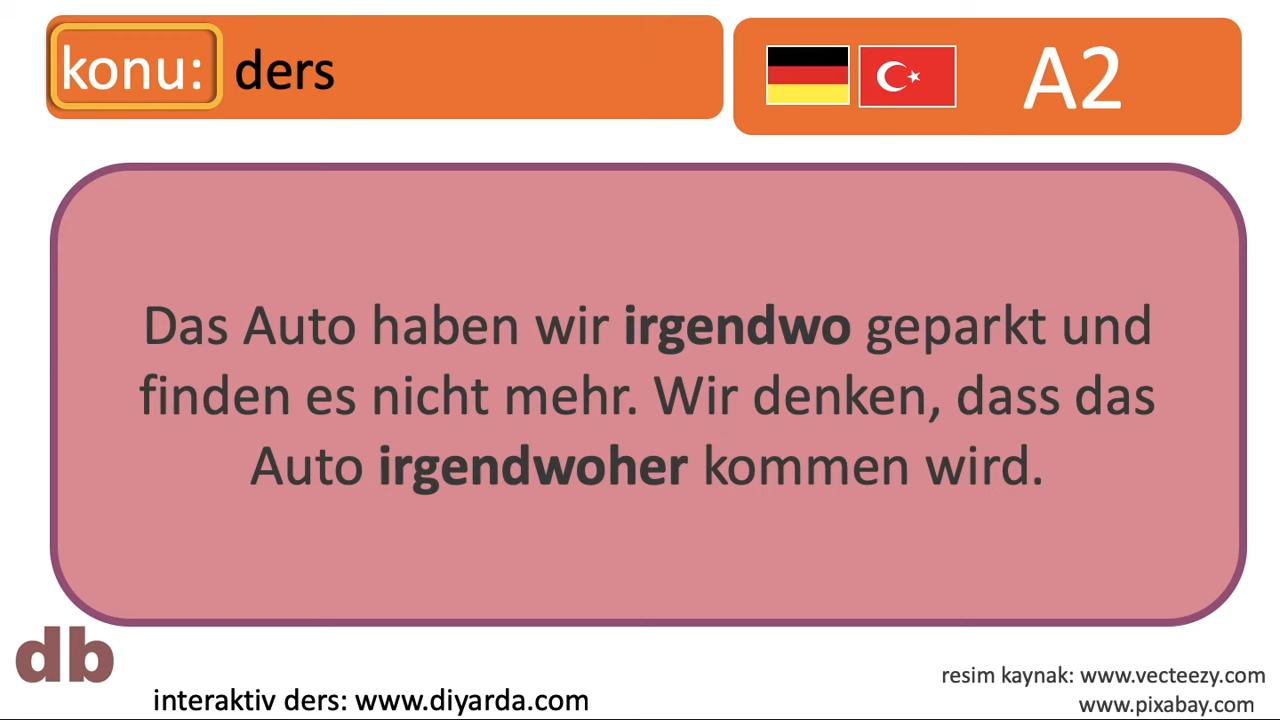 konu: ders
A2
Das Auto haben wir irgendwo geparkt und
finden es nicht mehr. Wir denken, dass das
Auto irgendwoher kommen wird.
db
interaktiv ders: www.diyarda.com
resim kaynak: www.vecteezy.com
www.pixabay.com